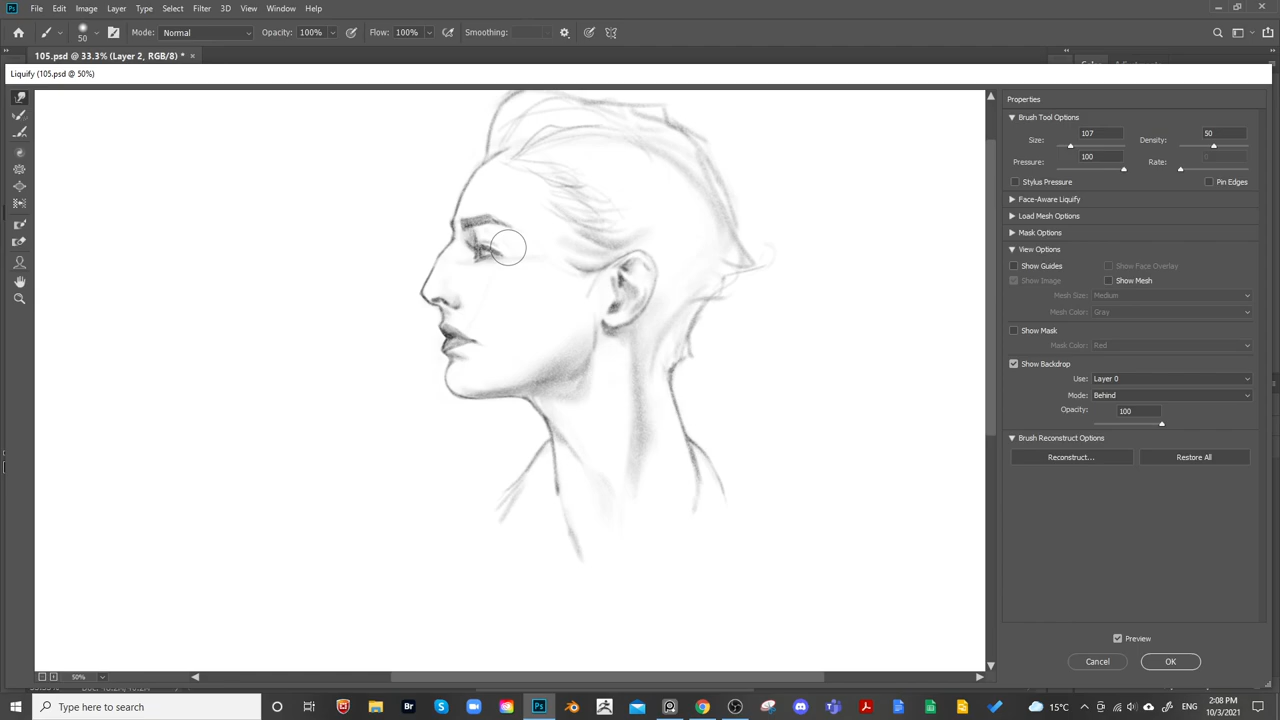 Ps File Edit Image Layer Type Select Filter 3D View Window Help
50 Mode: Normal Opacity: 100% Flow: 100% Smoothing:
105.psd @ 33.3% (Layer 2, RGB/8) * ×
Liquify (105.psd @ 50%)
Properties
Brush Tool Options
Size: 107 Density: 50
Pressure: 100 Rate: 0
Stylus Pressure Pin Edges
Face-Aware Liquify
Load Mesh Options
Mask Options
View Options
Show Guides Show Face Overlay
Show Image Show Mesh
Mesh Size: Medium
Mesh Color: Gray
Show Mask
Mask Color: Red
Show Backdrop
Use: Layer 0
Mode: Behind
Opacity: 100
Brush Reconstruct Options
Reconstruct... Restore All
Preview
Cancel OK
50%
Type here to search
Br
Ps
15°C
2:08 PM
10/3/2021